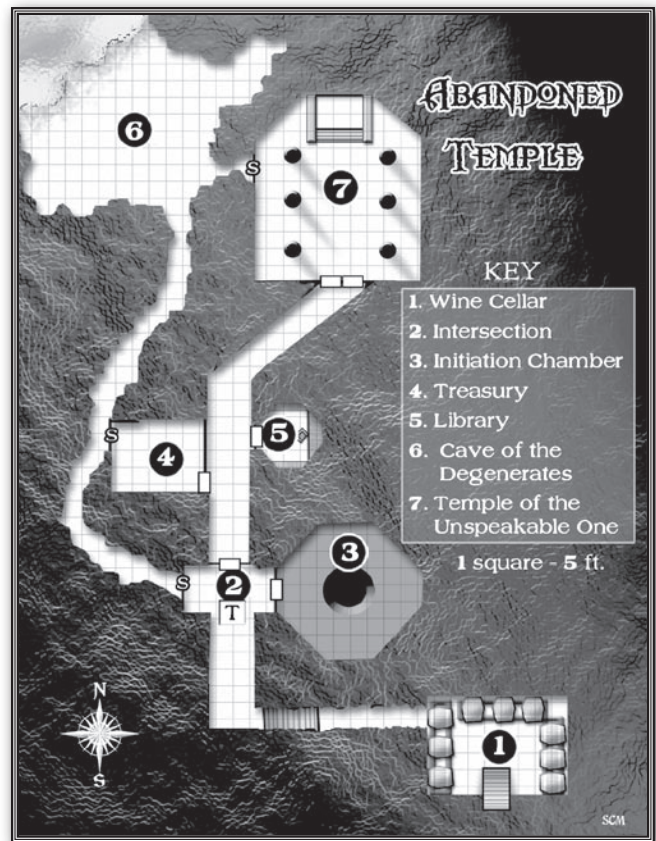 ABANDONED
TEMPLE
6
S
7
KEY
1. Wine Cellar
2. Intersection
3. Initiation Chamber
4. Treasury
5. Library
6. Cave of the
Degenerates
7. Temple of the
Unspeakable One
1 square - 5 ft.
S
4
5
3
S
2
T
N
S
1
SCM